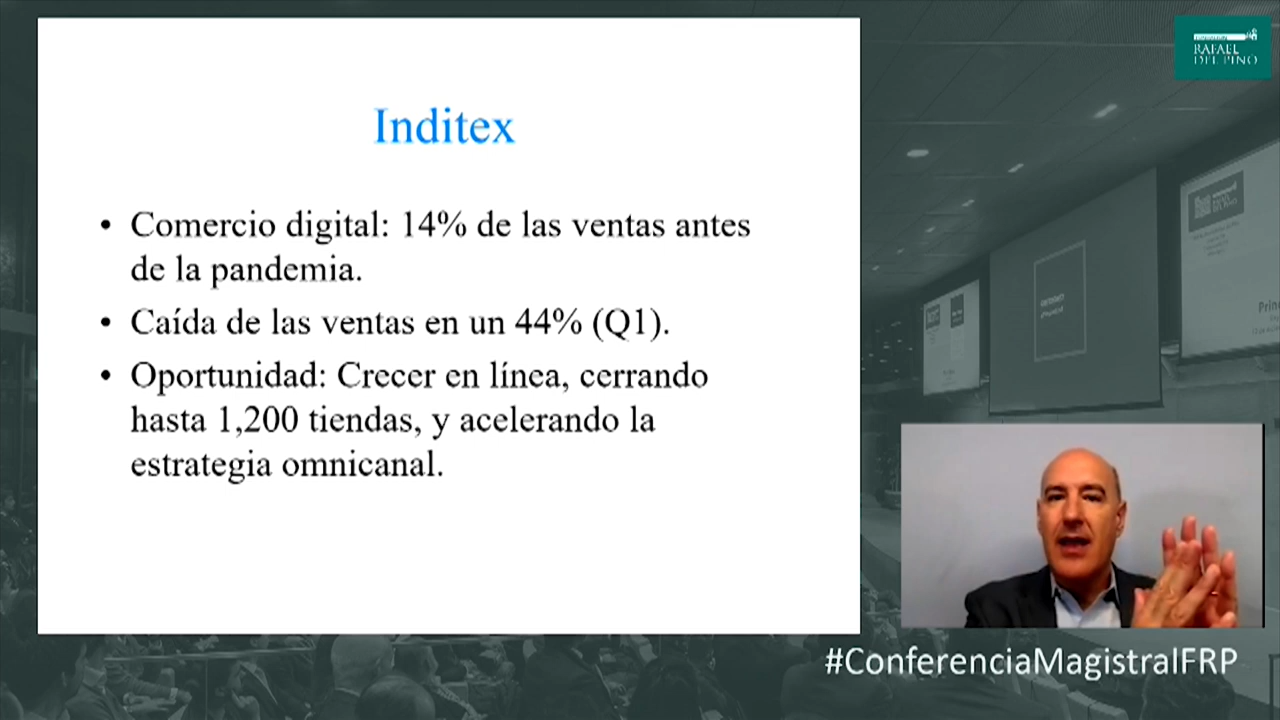 RAFAEL
DEL PINO
Inditex
• Comercio digital: 14% de las ventas antes
de la pandemia.
• Caída de las ventas en un 44% (Q1).
• Oportunidad: Crecer en línea, cerrando
hasta 1,200 tiendas, y acelerando la
estrategia omnicanal.
#ConferenciaMagistralFRP